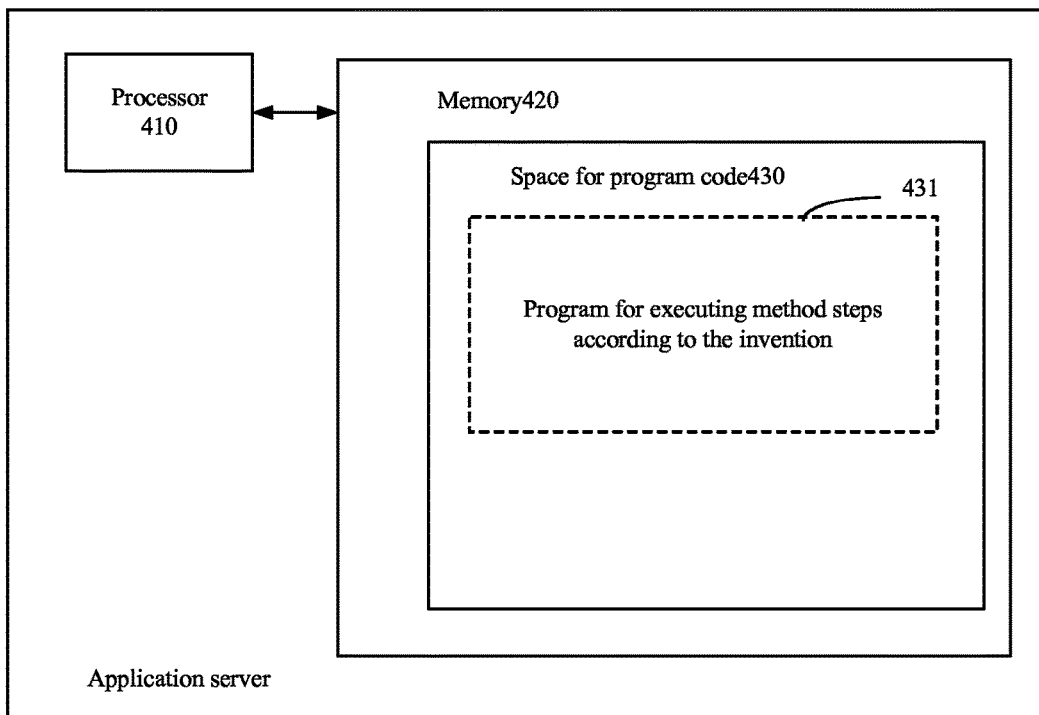 Processor
410
Memory420
Space for program code430
431
Program for executing method steps
according to the invention
Application server